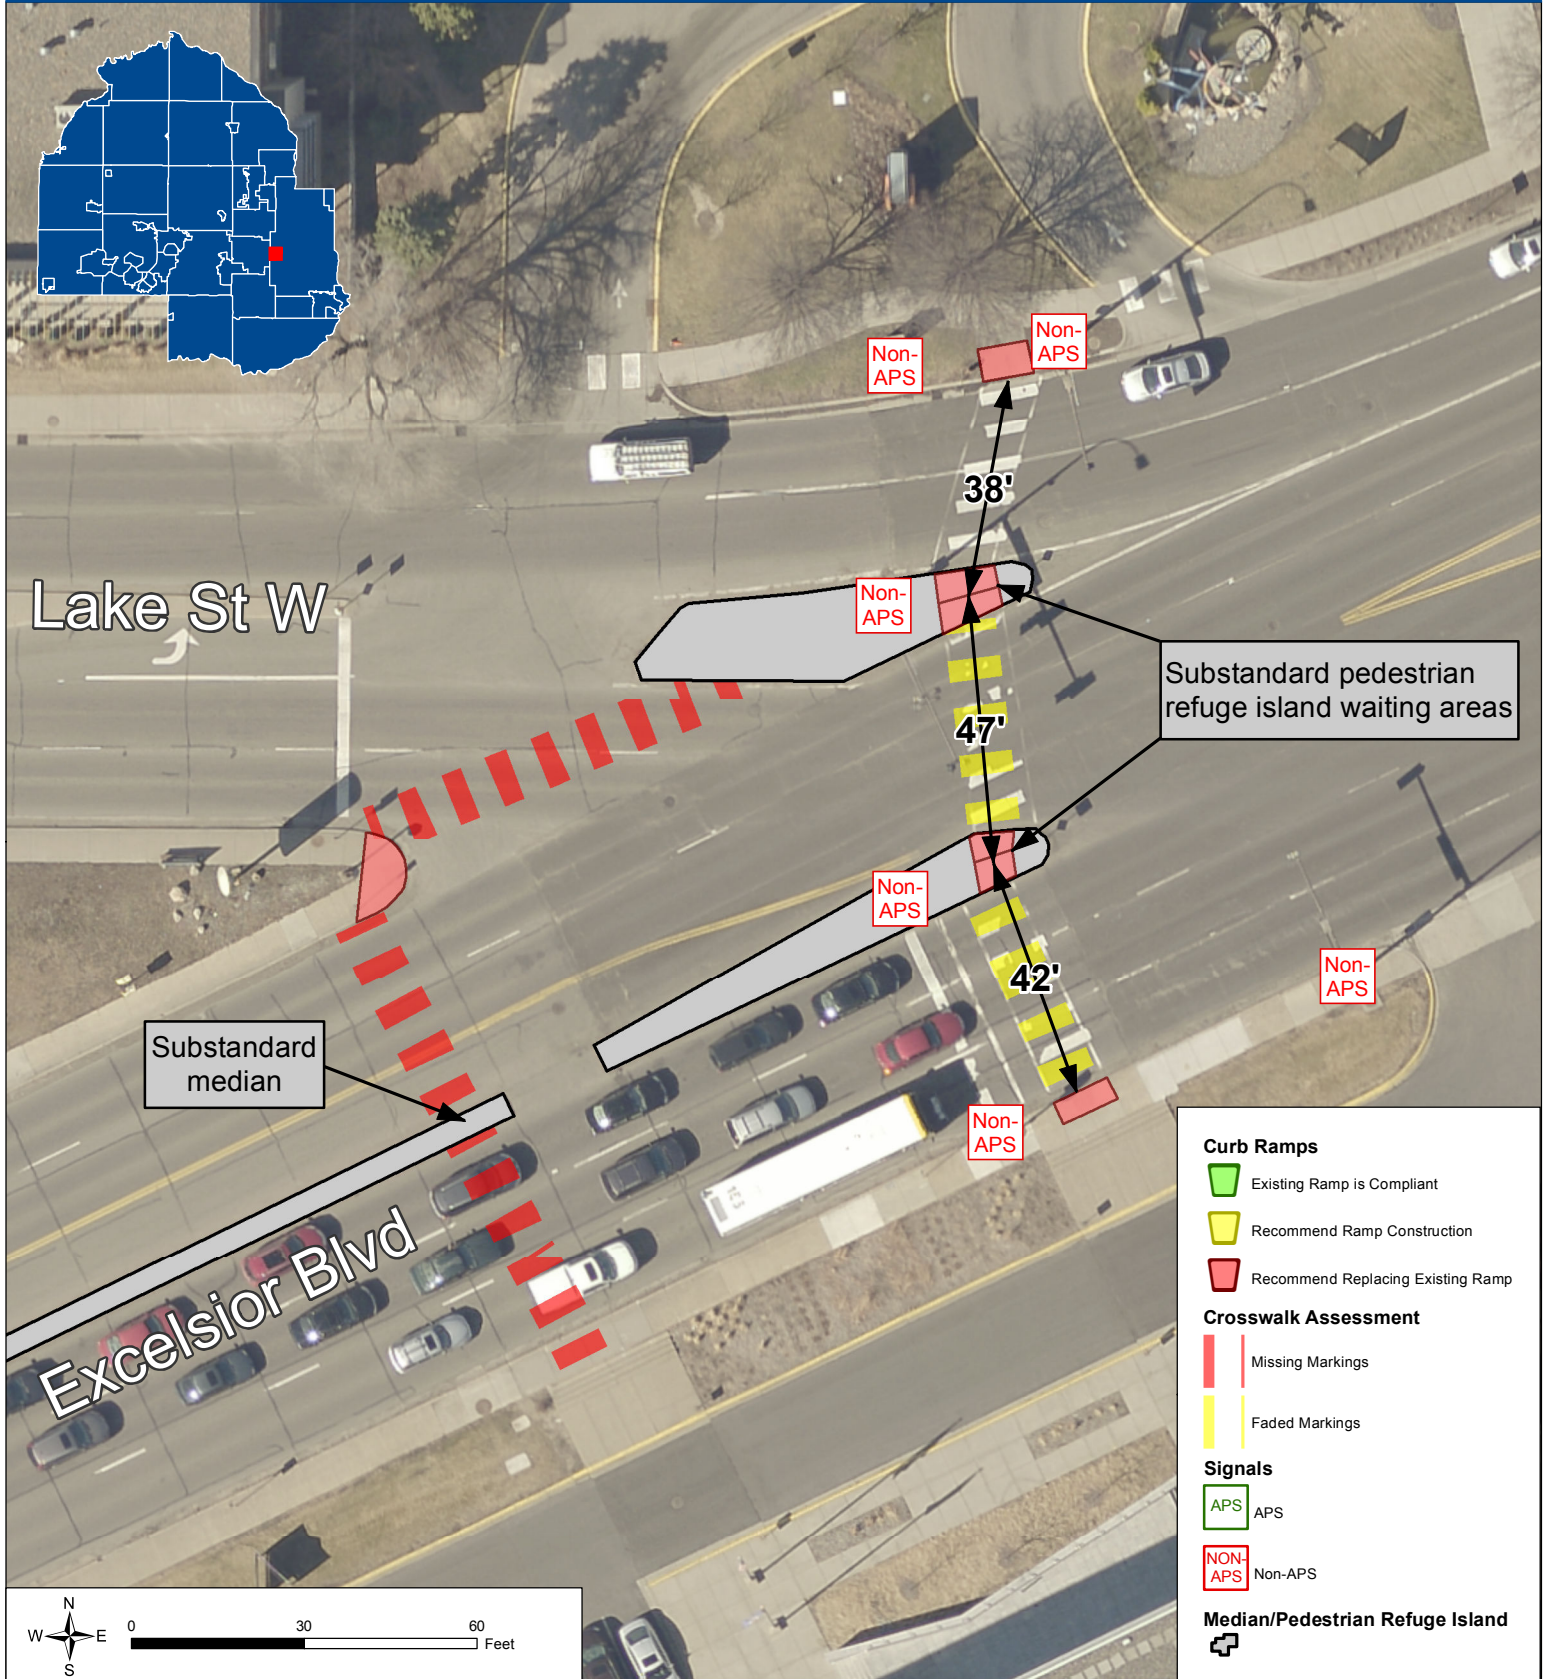 Non-
APS
Non-
APS
38'
Non-
APS
Lake St W
Substandard pedestrian
refuge island waiting areas
47'
Non-
APS
42'
Non-
APS
Substandard
median
Non-
APS
Excelsior Blvd
Curb Ramps
Existing Ramp is Compliant
Recommend Ramp Construction
Recommend Replacing Existing Ramp
Crosswalk Assessment
Missing Markings
Faded Markings
Signals
APS
APS
NON-
APS
Non-APS
Median/Pedestrian Refuge Island
N
W
E
S
0
30
60
Feet